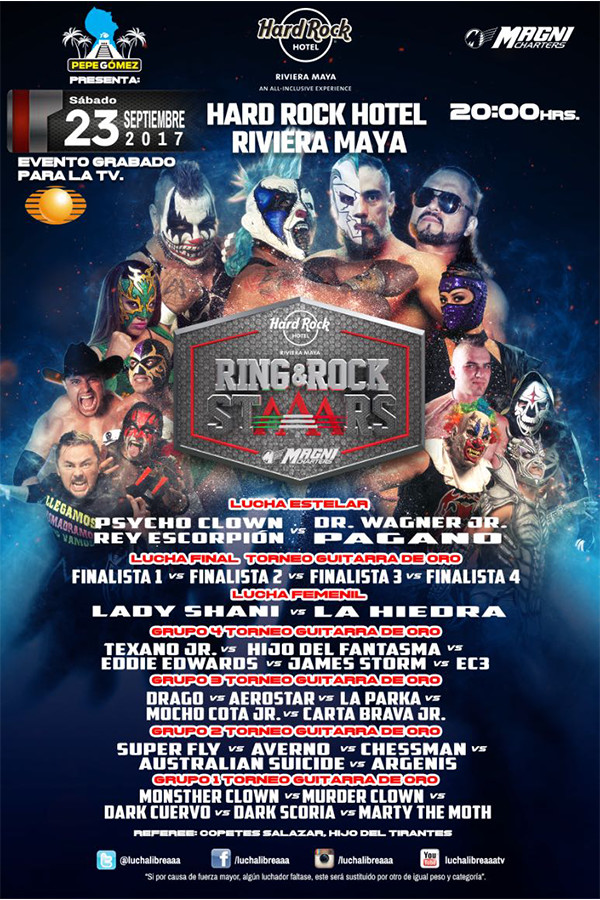 PEPE GÓMEZ
PRESENTA:
Hard Rock
HOTEL
RIVIERA MAYA
AN ALL-INCLUSIVE EXPERIENCE
MAGNI
CHARTERS
Sábado
23 SEPTIEMBRE
2017
HARD ROCK HOTEL
RIVIERA MAYA
20:00HRS.
EVENTO GRABADO
PARA LA TV.
Hard Rock
HOTEL
RIVIERA MAYA
RING&ROCK
STAAARS
MAGNI
CHARTERS
LLEGAMOS
VAMOS
LUCHA ESTELAR
PSYCHO CLOWN vs DR. WAGNER JR.
REY ESCORPIÓN PAGANO
LUCHA FINAL TORNEO GUITARRA DE ORO
FINALISTA 1 vs FINALISTA 2 vs FINALISTA 3 vs FINALISTA 4
LUCHA FEMENIL
LADY SHANI vs LA HIEDRA
GRUPO 4 TORNEO GUITARRA DE ORO
TEXANO JR. vs HIJO DEL FANTASMA vs
EDDIE EDWARDS vs JAMES STORM vs EC3
GRUPO 3 TORNEO GUITARRA DE ORO
DRAGO vs AEROSTAR vs LA PARKA vs
MOCHO COTA JR. vs CARTA BRAVA JR.
GRUPO 2 TORNEO GUITARRA DE ORO
SUPER FLY vs AVERNO vs CHESSMAN vs
AUSTRALIAN SUICIDE vs ARGENIS
GRUPO 1 TORNEO GUITARRA DE ORO
MONSTHER CLOWN vs MURDER CLOWN vs
DARK CUERVO vs DARK SCORIA vs MARTY THE MOTH
REFEREE: COPETES SALAZAR, HIJO DEL TIRANTES
@luchalibreaaa /luchalibreaaa /luchalibreaaa You Tube luchalibreaaatv
"Si por causa de fuerza mayor, algún luchador faltase, este será sustituido por otro de igual peso y categoría".